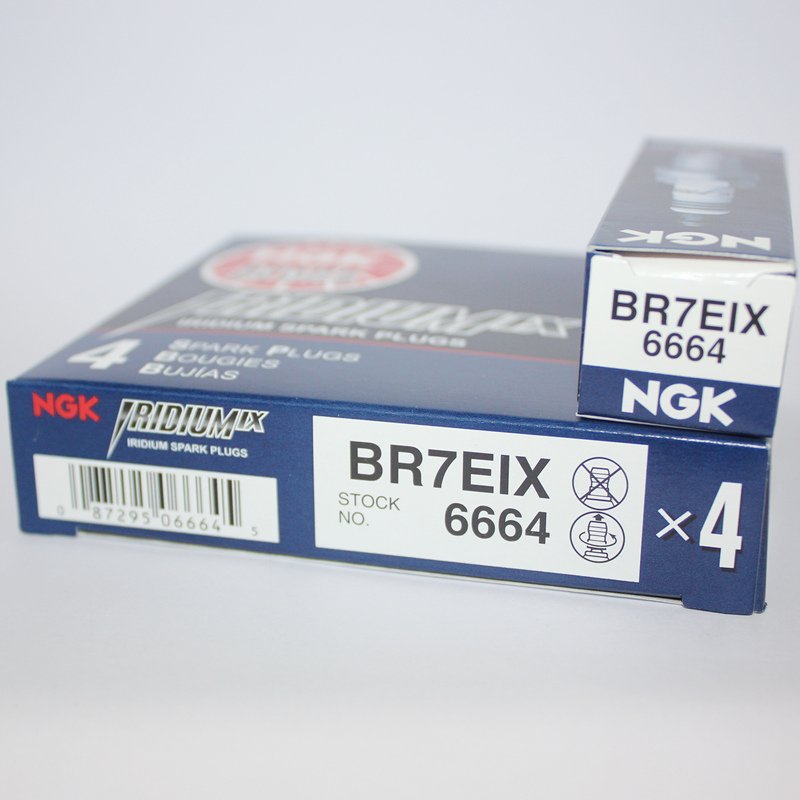 NGK
IRIDIUM IX
IRIDIUM SPARK PLUGS
4
SPARK PLUGS
BOUGIES
BUJÍAS
NGK
BR7EIX
6664
NGK
NGK
IRIDIUM IX
IRIDIUM SPARK PLUGS
0 87295 06664 5
BR7EIX
STOCK
NO.
6664
×4